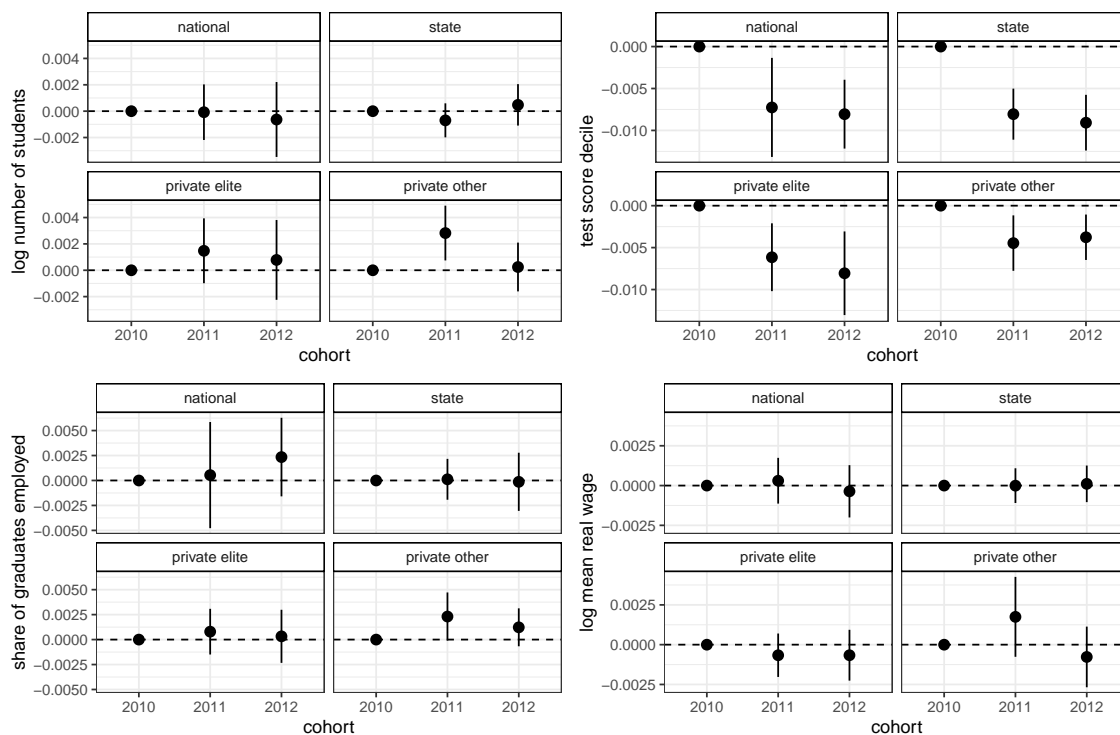 national
state
0.004
0.002
0.000
−0.002
private elite
private other
0.004
0.002
0.000
−0.002
2010
2011
2012
2010
2011
2012
cohort
log number of students
national
state
0.000
−0.005
−0.010
private elite
private other
0.000
−0.005
−0.010
2010
2011
2012
2010
2011
2012
cohort
test score decile
national
state
0.0050
0.0025
0.0000
−0.0025
−0.0050
private elite
private other
0.0050
0.0025
0.0000
−0.0025
−0.0050
2010
2011
2012
2010
2011
2012
cohort
share of graduates employed
national
state
0.0025
0.0000
−0.0025
private elite
private other
0.0025
0.0000
−0.0025
2010
2011
2012
2010
2011
2012
cohort
log mean real wage